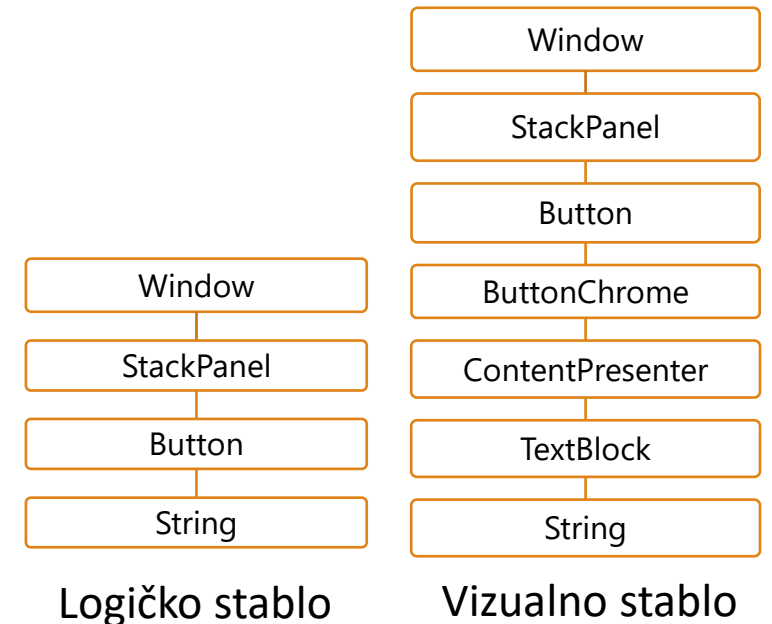 Window
StackPanel
Button
String
Logičko stablo
Window
StackPanel
Button
ButtonChrome
ContentPresenter
TextBlock
String
Vizualno stablo